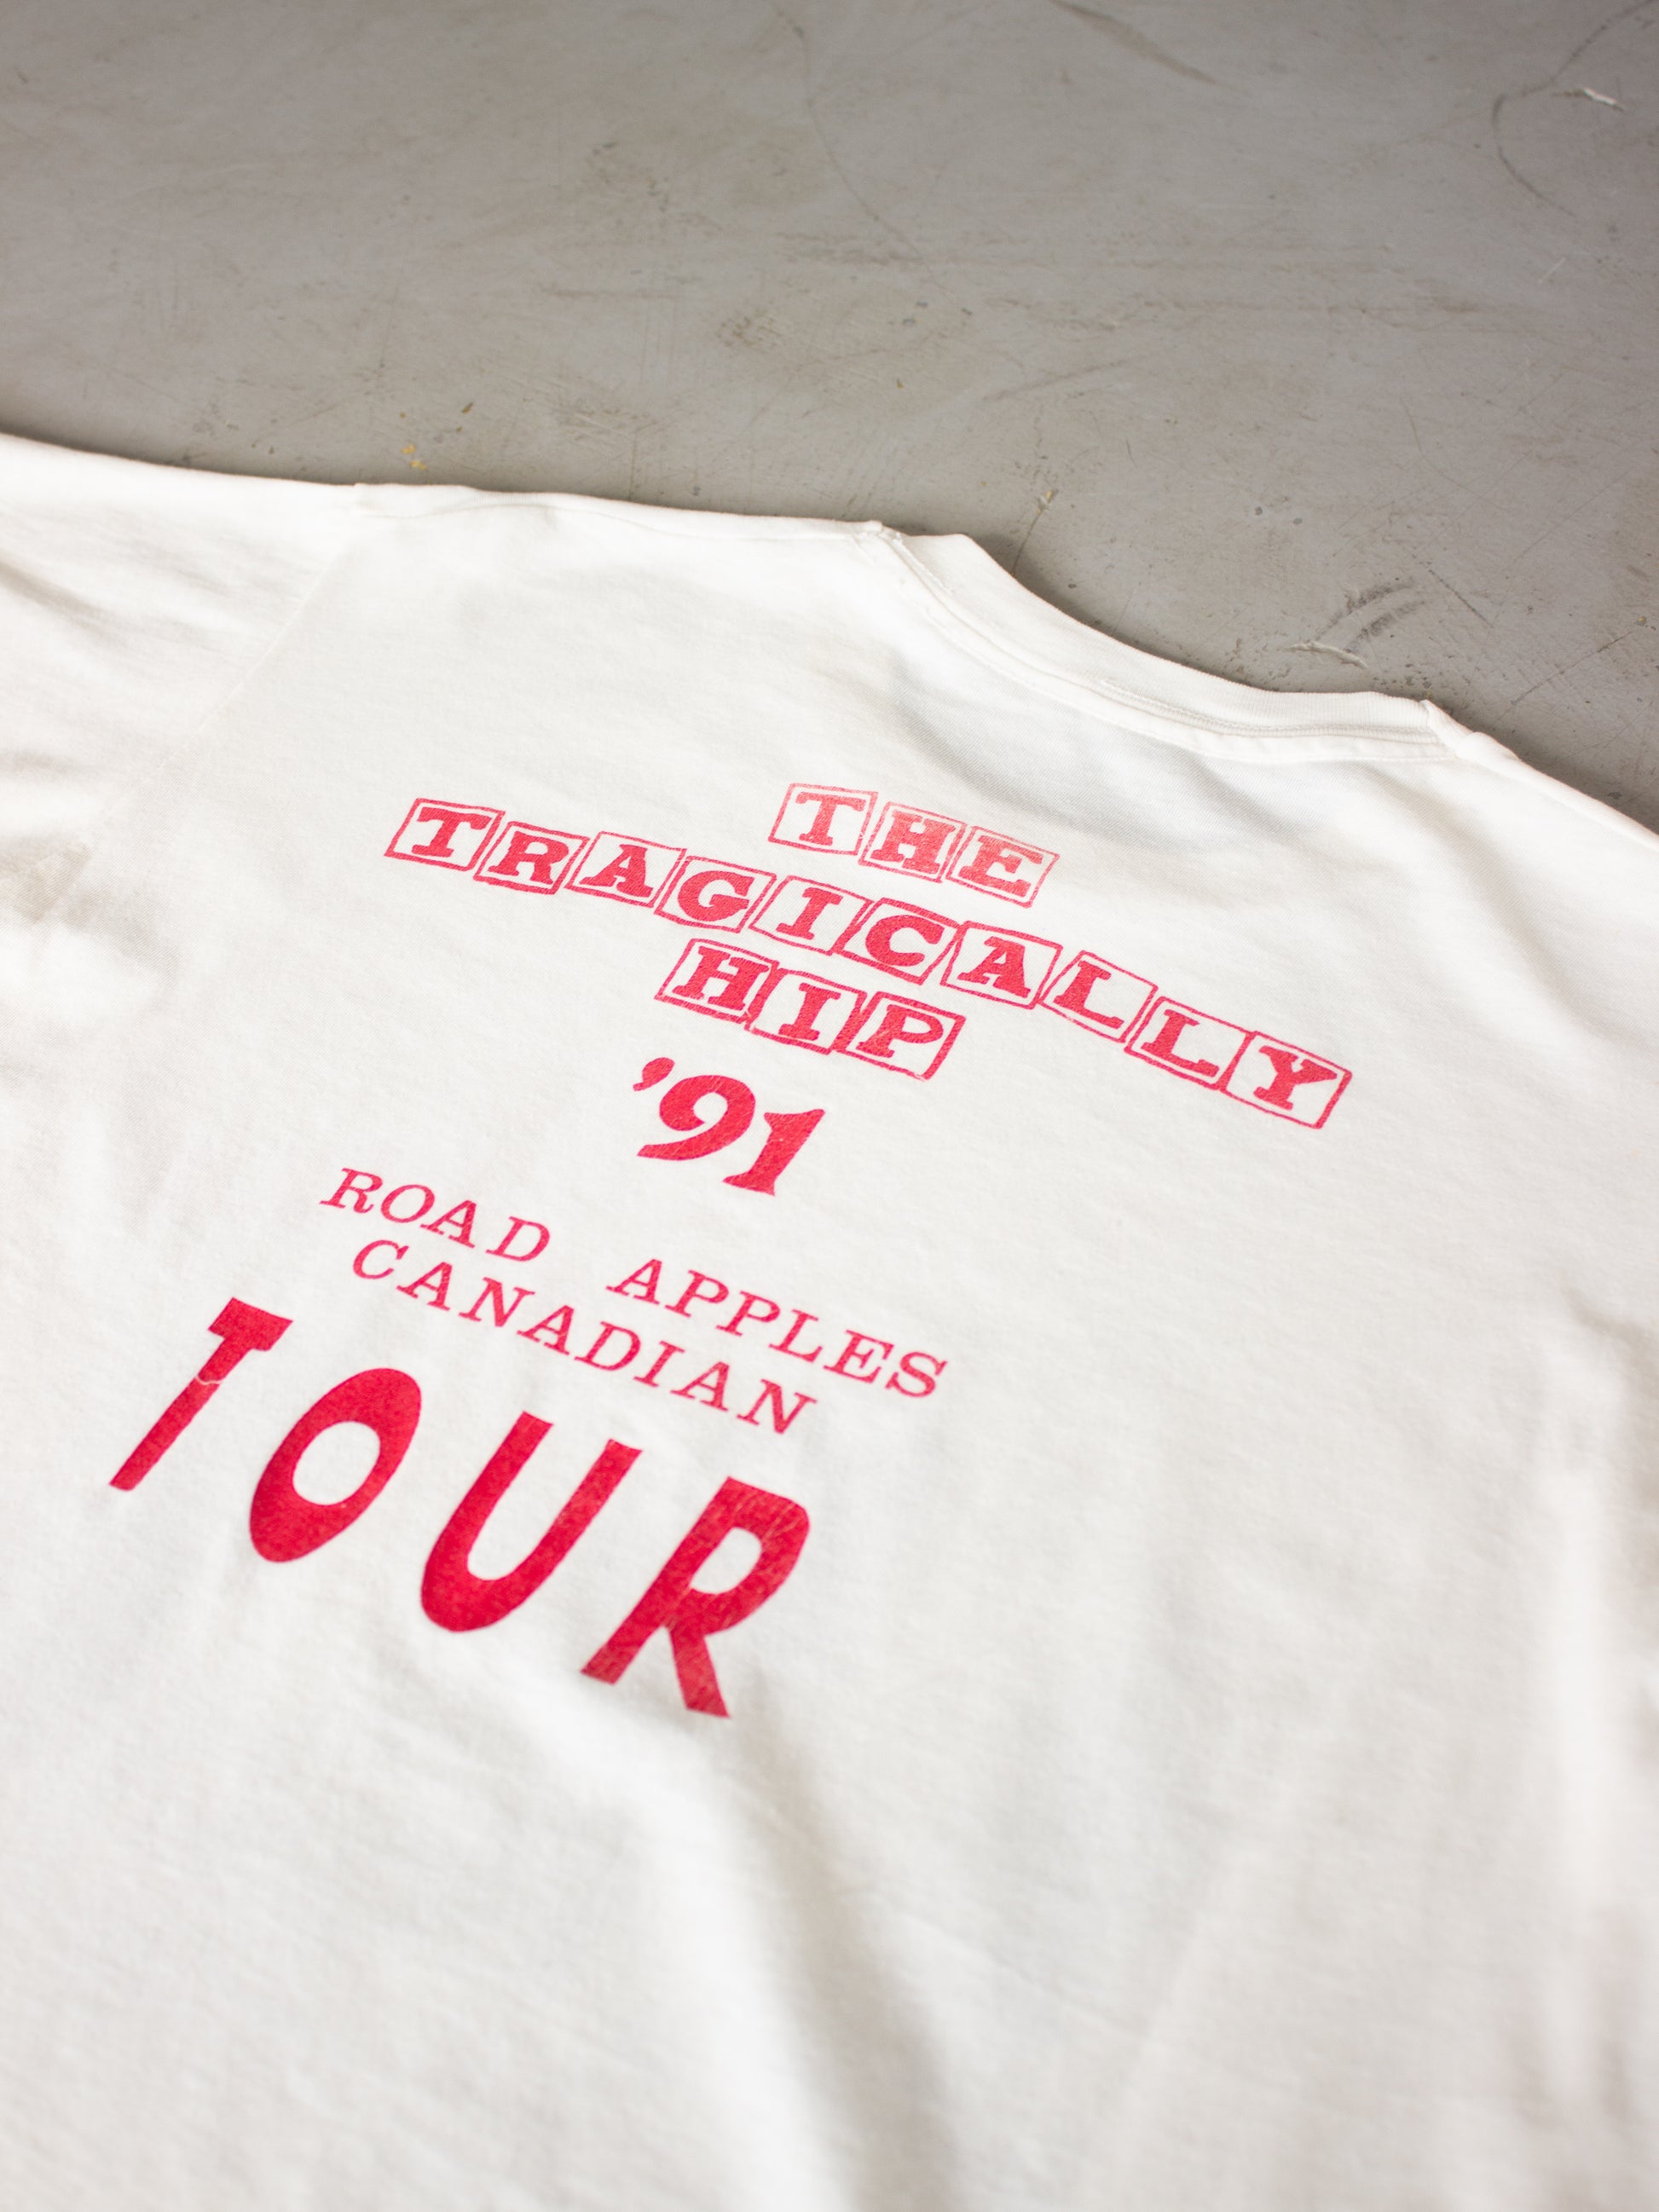 THE
TRAGICALLY
HIP
'91
ROAD APPLES
CANADIAN
TOUR